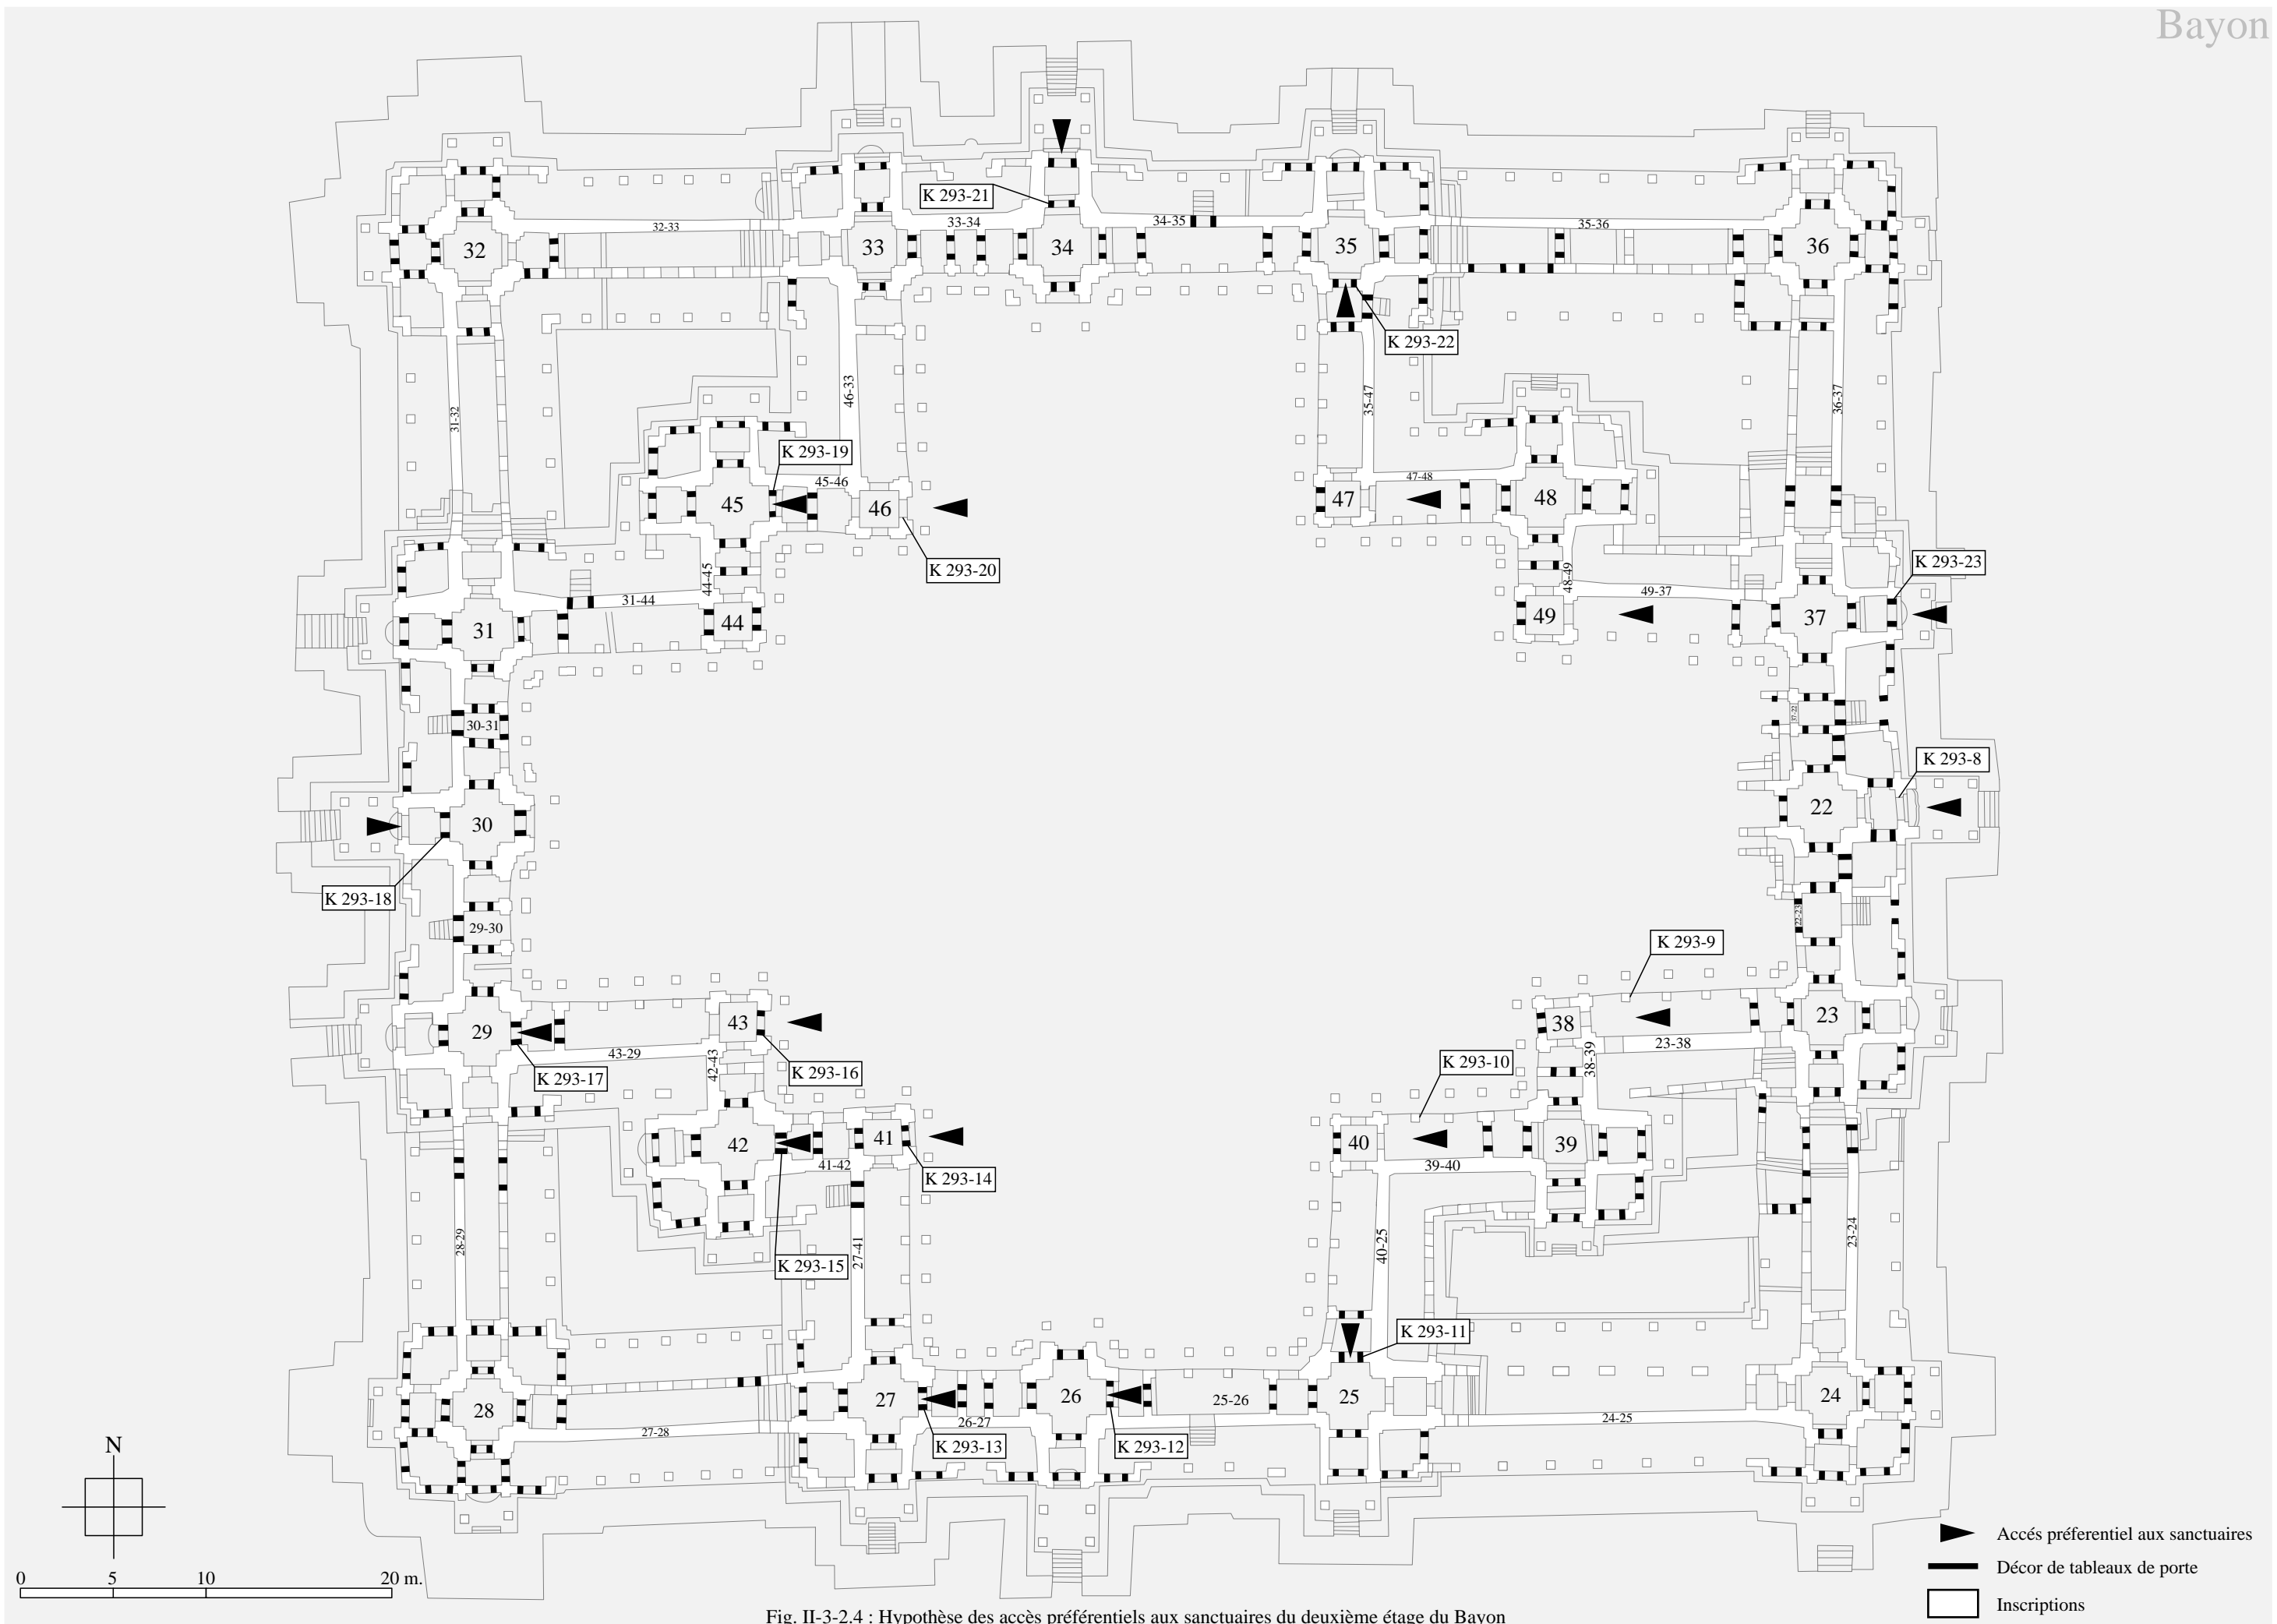 Bayon
K 293-21
33-34
34-35
32-33
35-36
32
33
34
35
36
K 293-22
46-33
35-47
36-37
31-32
K 293-19
45-46
47-48
45
46
47
48
K 293-20
K 293-23
44-45
48-49
49-37
31-44
31
44
49
37
30-31
37-22
K 293-8
22
30
K 293-18
22-23
29-30
K 293-9
29
43
38
23
43-29
42-43
23-38
38-39
K 293-17
K 293-16
K 293-10
42
41
40
39
41-42
39-40
K 293-14
28-29
27-41
40-25
23-24
K 293-15
K 293-11
28
27
26
25
24
25-26
26-27
24-25
27-28
K 293-13
K 293-12
N
0 5 10 20 m.
Accés préferentiel aux sanctuaires
Décor de tableaux de porte
Inscriptions
Fig. II-3-2.4 : Hypothèse des accès préférentiels aux sanctuaires du deuxième étage du Bayon